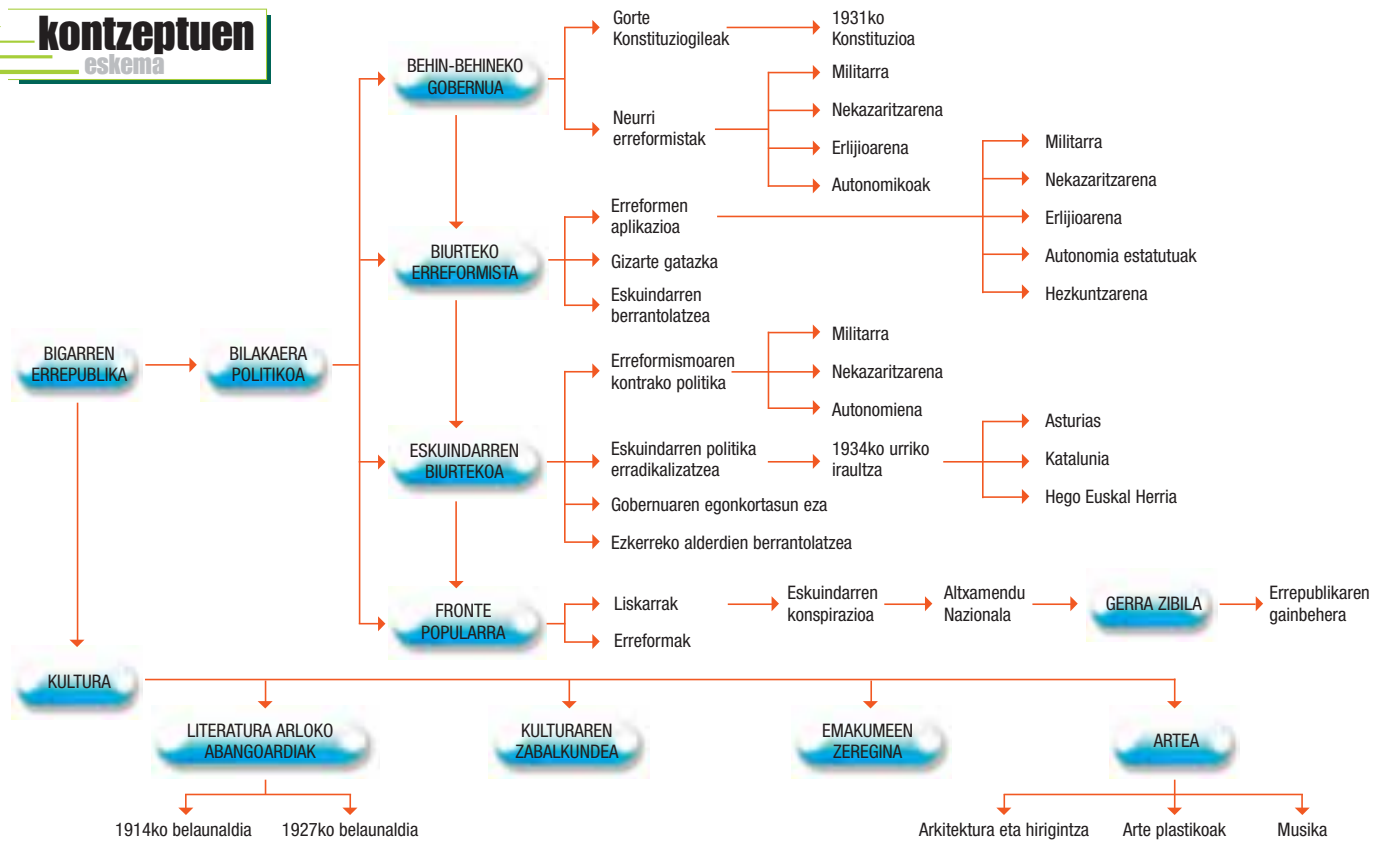 kontzeptuen
eskema
BIGARREN
ERREPUBLIKA
BILAKAERA
POLITIKOA
BEHIN-BEHINEKO
GOBERNUA
Gorte
Konstituziogileak
1931ko
Konstituzioa
Neurri
erreformistak
Militarra
Nekazaritzarena
Erlijioarena
Autonomikoak
BIURTEKO
ERREFORMISTA
Erreformen
aplikazioa
Militarra
Nekazaritzarena
Erlijioarena
Autonomia estatutuak
Hezkuntzarena
Gizarte gatazka
Eskuindarren
berrantolatzea
ESKUINDARREN
BIURTEKOA
Erreformismoaren
kontrako politika
Militarra
Nekazaritzarena
Autonomiena
Eskuindarren politika
erradikalizatzea
1934ko urriko
iraultza
Asturias
Katalunia
Hego Euskal Herria
Gobernuaren egonkortasun eza
Ezkerreko alderdien berrantolatzea
FRONTE
POPULARRA
Liskarrak
Eskuindarren
konspirazioa
Altxamendu
Nazionala
GERRA ZIBILA
Errepublikaren
gainbehera
Erreformak
KULTURA
LITERATURA ARLOKO
ABANGOARDIAK
1914ko belaunaldia
1927ko belaunaldia
KULTURAREN
ZABALKUNDEA
EMAKUMEEN
ZEREGINA
ARTEA
Arkitektura eta hirigintza
Arte plastikoak
Musika